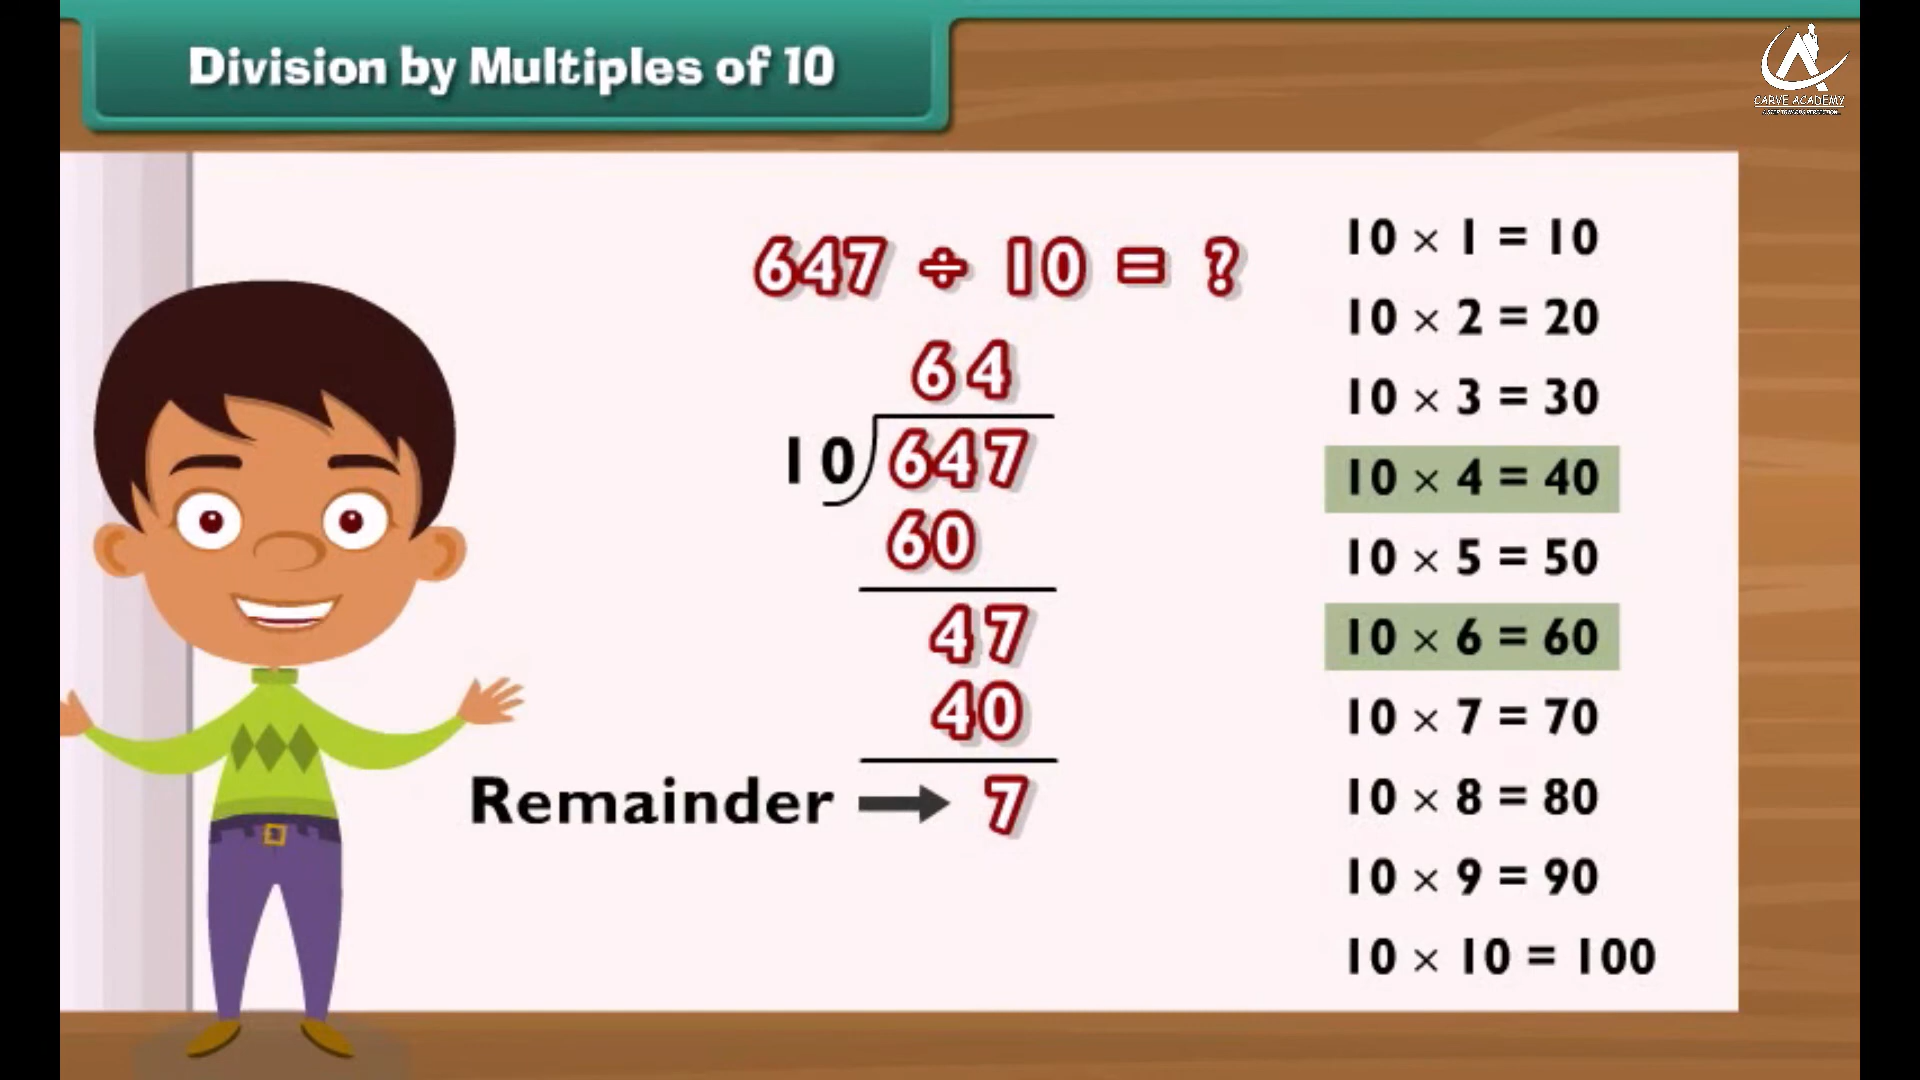 Division by Multiples of 10
CARVE ACADEMY
647 ÷ 10 = ?
64
10 647
60
47
40
Remainder → 7
10 × 1 = 10
10 × 2 = 20
10 × 3 = 30
10 × 4 = 40
10 × 5 = 50
10 × 6 = 60
10 × 7 = 70
10 × 8 = 80
10 × 9 = 90
10 × 10 = 100